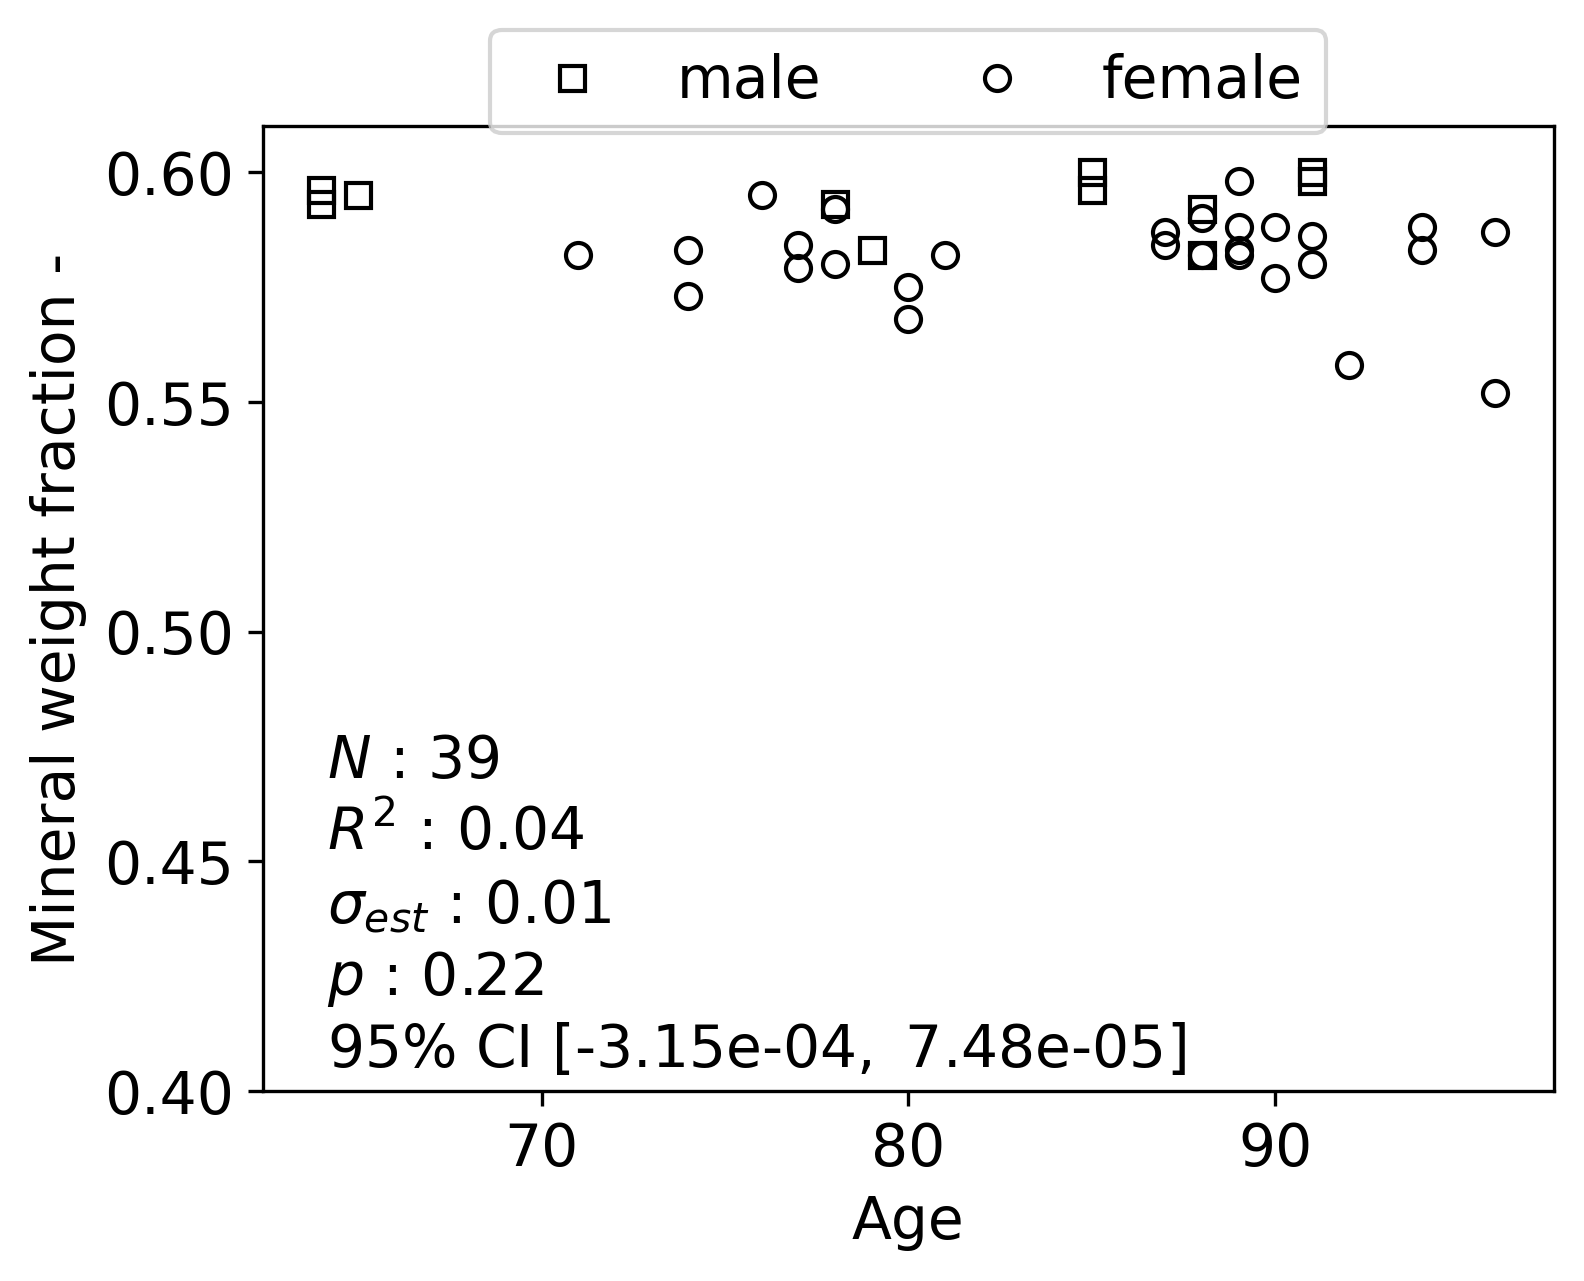 male female
0.60
0.55
0.50
0.45
0.40
Mineral weight fraction -
N : 39
R² : 0.04
σest : 0.01
p : 0.22
95% CI [-3.15e-04, 7.48e-05]
70 80 90
Age